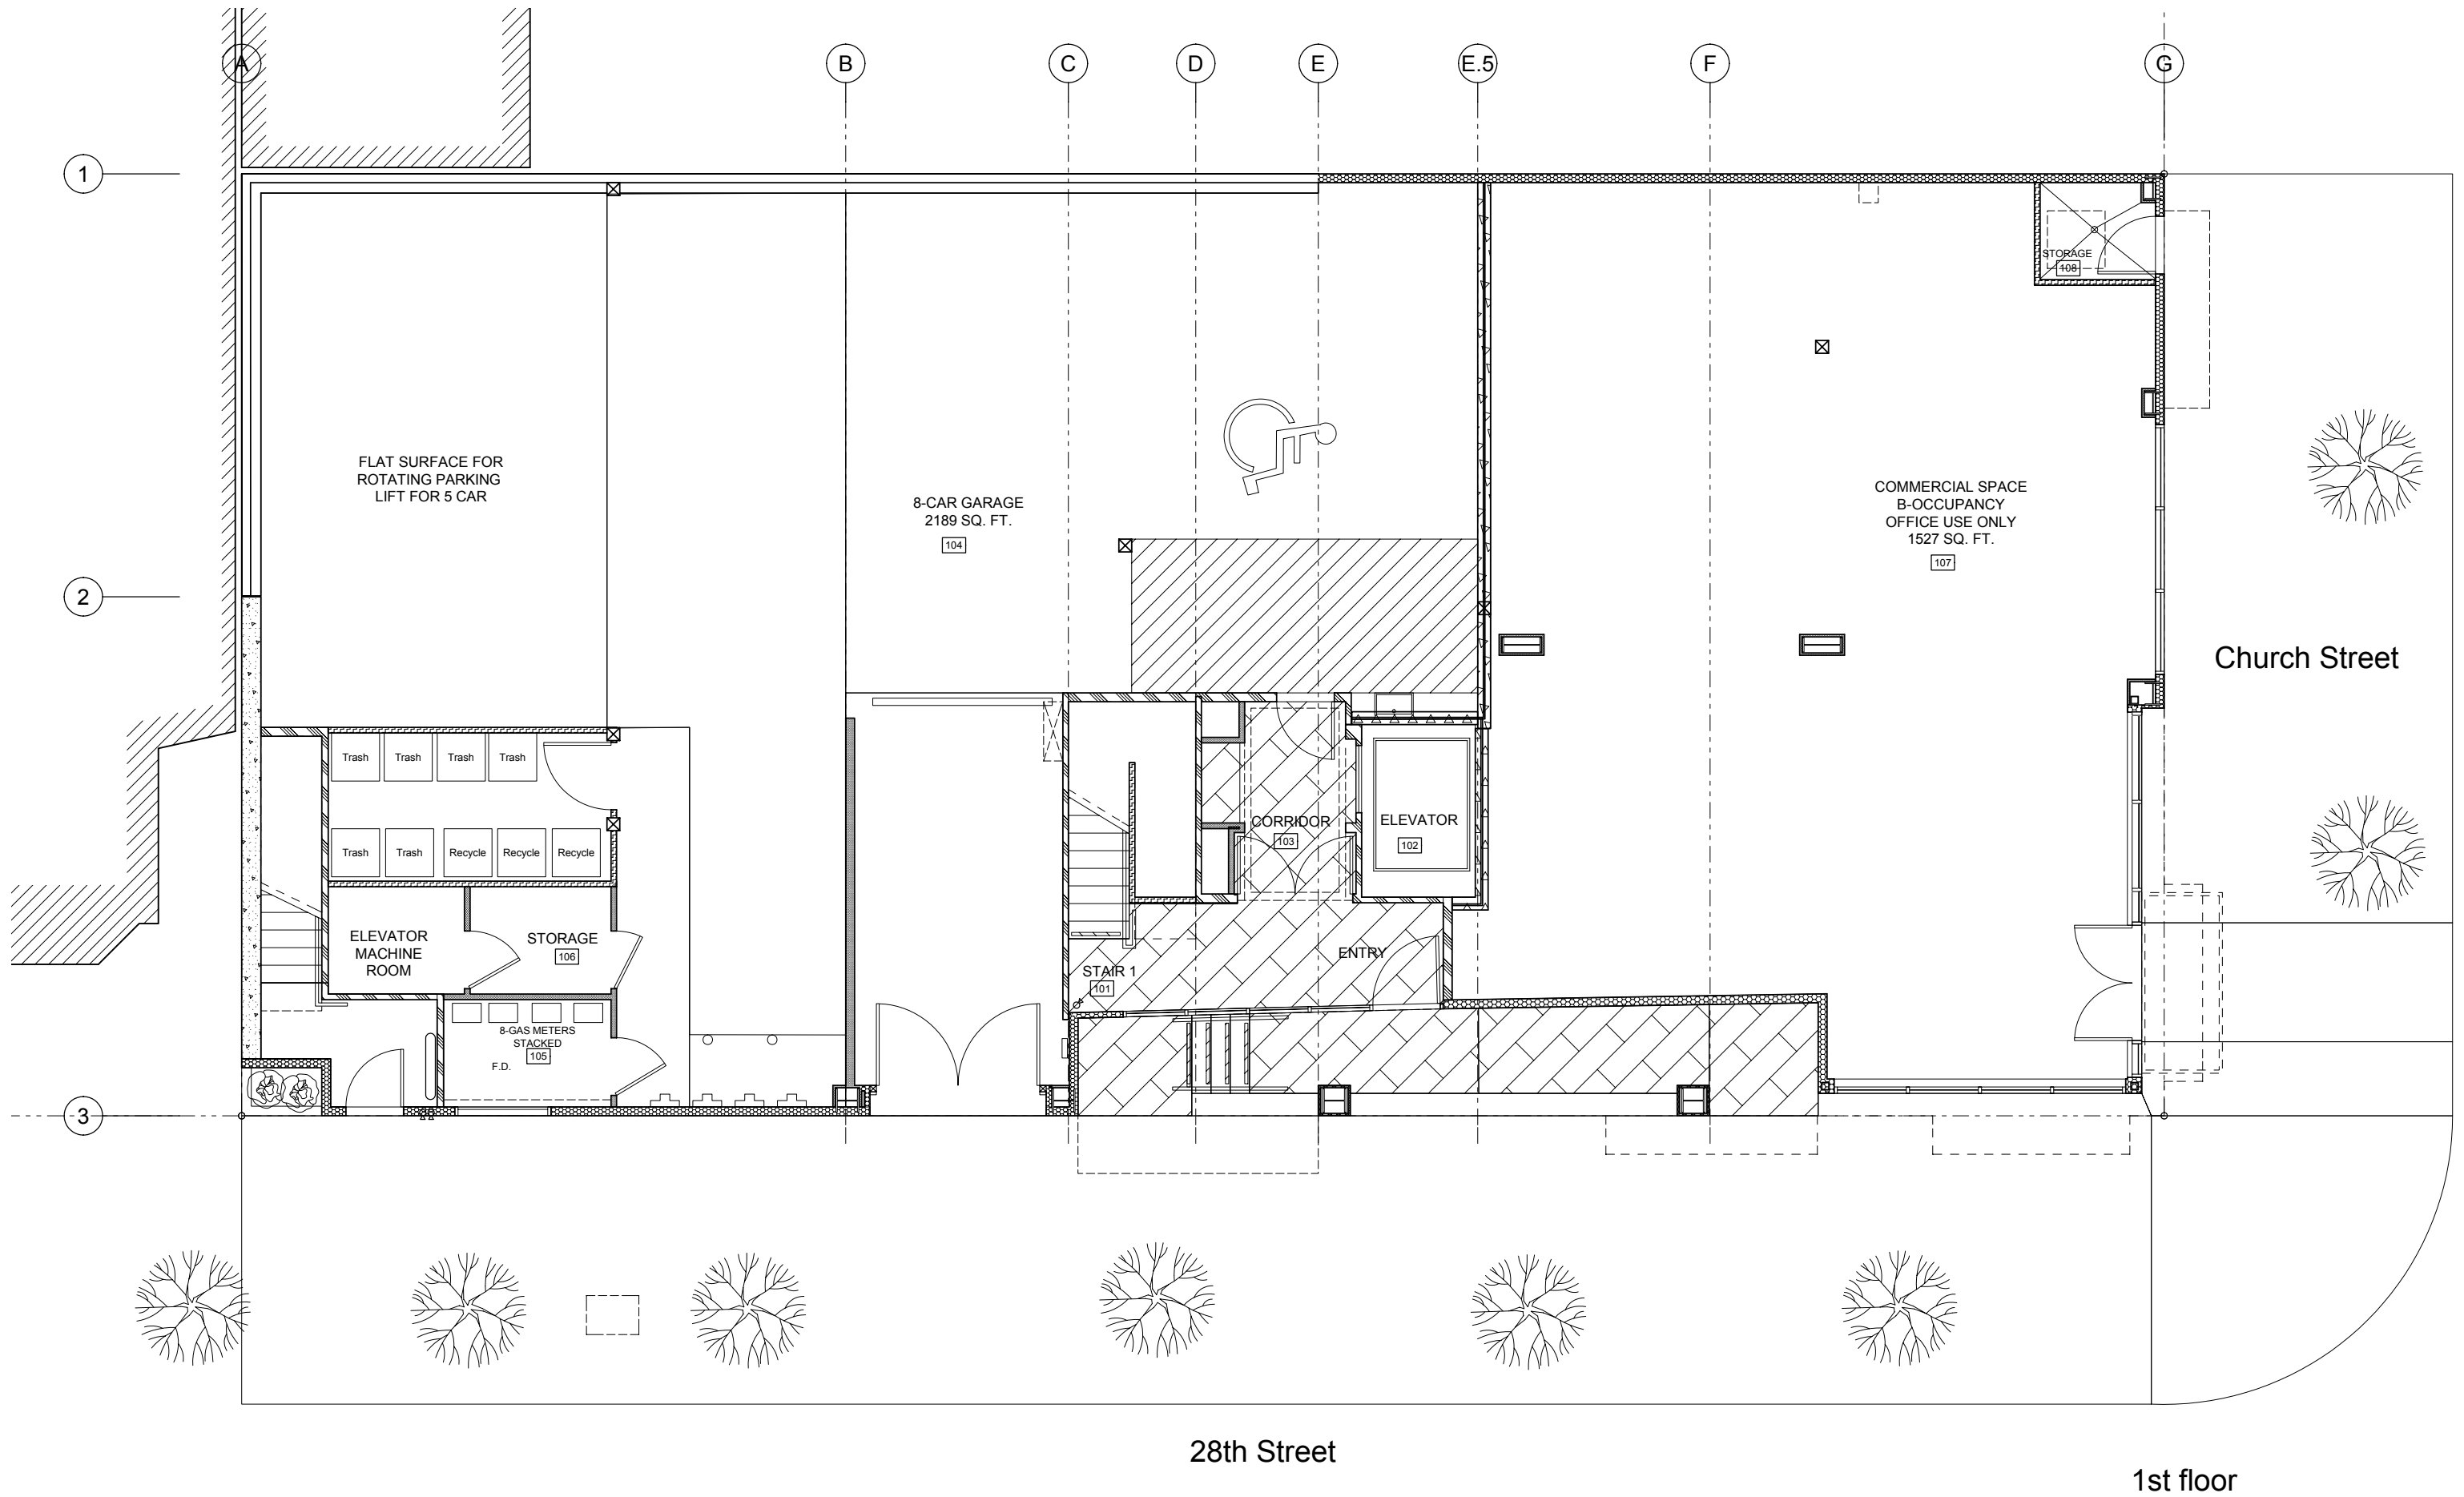 A
B
C
D
E
E.5
F
G
1
STORAGE
108
FLAT SURFACE FOR
ROTATING PARKING
LIFT FOR 5 CAR
8-CAR GARAGE
2189 SQ. FT.
104
COMMERCIAL SPACE
B-OCCUPANCY
OFFICE USE ONLY
1527 SQ. FT.
107
2
Church Street
Trash
Trash
Trash
Trash
Trash
Trash
Recycle
Recycle
Recycle
CORRIDOR
103
ELEVATOR
102
ELEVATOR
MACHINE
ROOM
STORAGE
106
ENTRY
STAIR 1
101
8-GAS METERS
STACKED
105
F.D.
3
28th Street
1st floor